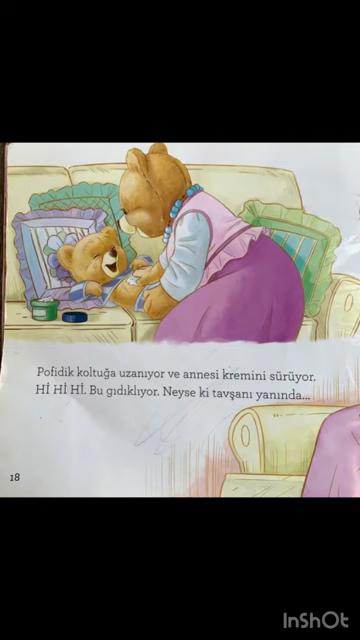 Pofidik koltuğa uzanıyor ve annesi kremini sürüyor.
Hİ Hİ Hİ. Bu gıdıklıyor. Neyse ki tavşanı yanında...
18
InShOt